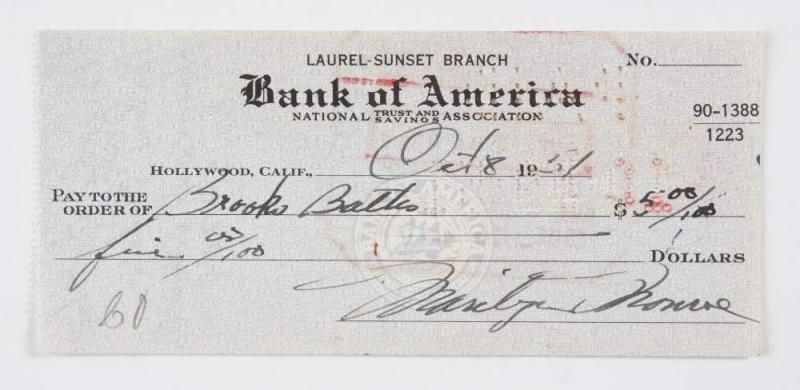 LAUREL-SUNSET BRANCH No.
Bank of America
NATIONAL TRUST AND SAVINGS ASSOCIATION
90-1388
1223
HOLLYWOOD, CALIF., Oct 8 1951
PAY TO THE ORDER OF Brooks Baths $ 5 00/100
five 00/100 DOLLARS
Marilyn Monroe
60